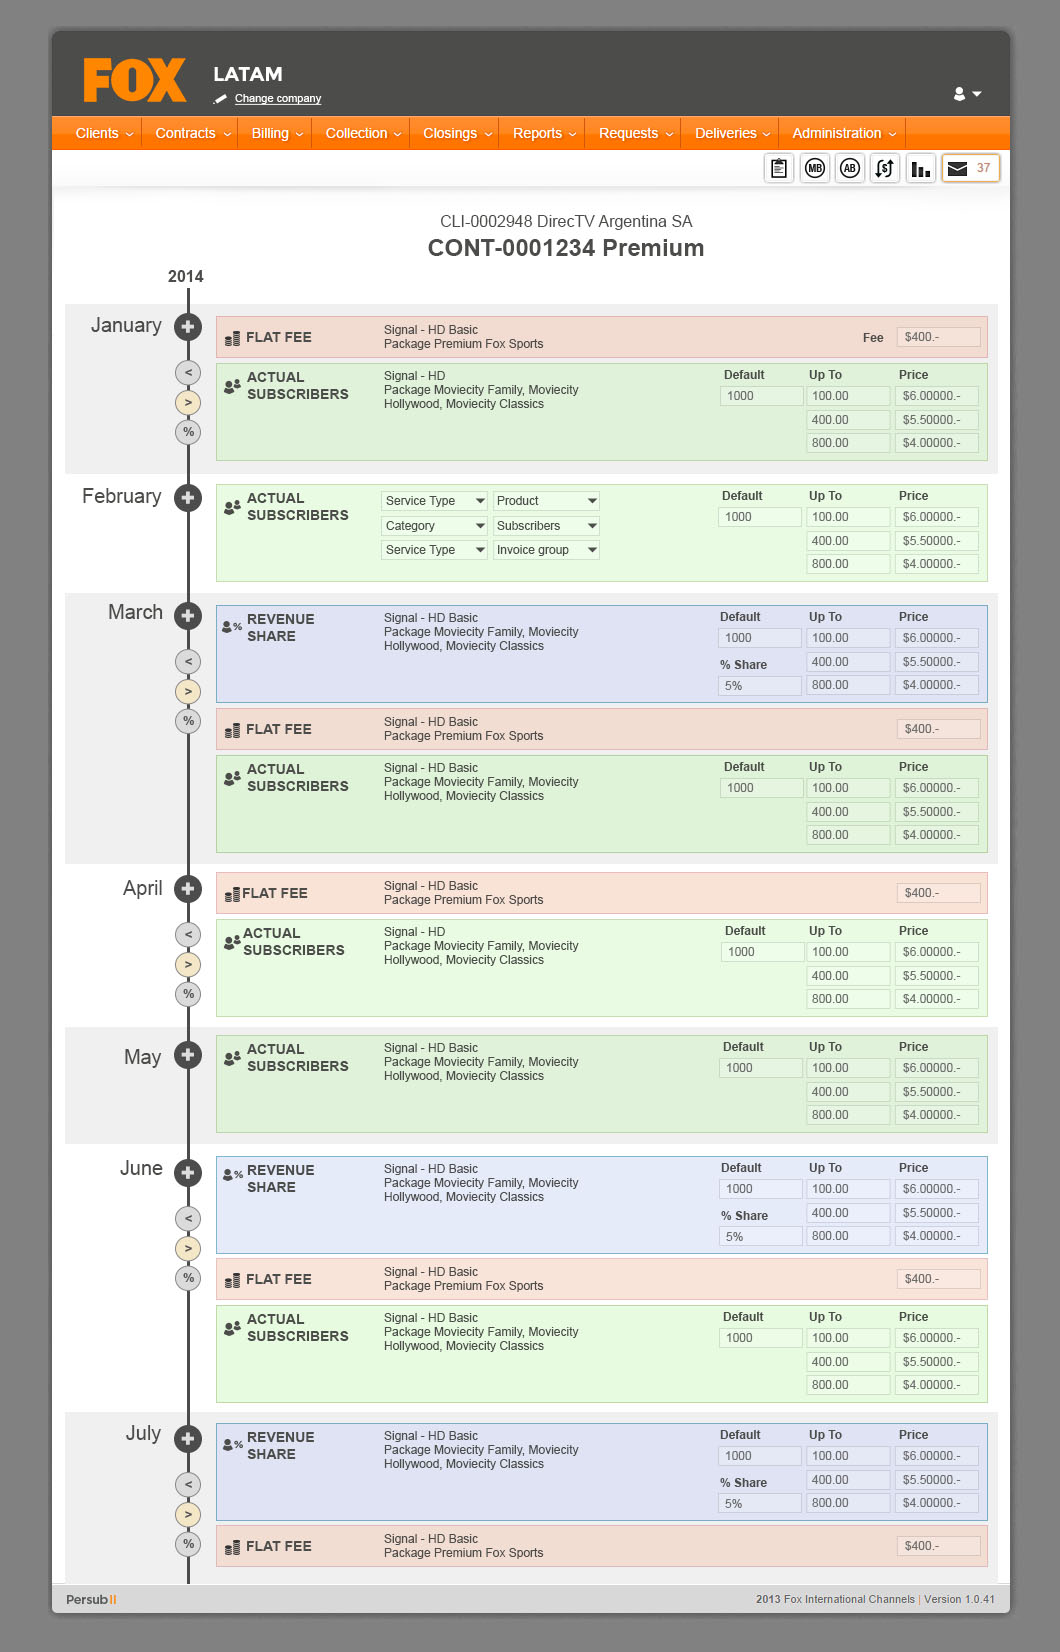 FOX
LATAM
Change company
Clients Contracts Billing Collection Closings Reports Requests Deliveries Administration
MB AB $ 37
CLI-0002948 DirecTV Argentina SA
CONT-0001234 Premium
2014
January
FLAT FEE
Signal - HD Basic
Package Premium Fox Sports
Fee $400.-
< > %
ACTUAL
SUBSCRIBERS
Signal - HD
Package Moviecity Family, Moviecity
Hollywood, Moviecity Classics
Default Up To Price
1000 100.00 $6.00000.-
400.00 $5.50000.-
800.00 $4.00000.-
February
ACTUAL
SUBSCRIBERS
Service Type Product
Category Subscribers
Service Type Invoice group
Default Up To Price
1000 100.00 $6.00000.-
400.00 $5.50000.-
800.00 $4.00000.-
March
< > %
REVENUE
SHARE
Signal - HD Basic
Package Moviecity Family, Moviecity
Hollywood, Moviecity Classics
Default Up To Price
1000 100.00 $6.00000.-
% Share 400.00 $5.50000.-
5% 800.00 $4.00000.-
FLAT FEE
Signal - HD Basic
Package Premium Fox Sports
$400.-
ACTUAL
SUBSCRIBERS
Signal - HD Basic
Package Moviecity Family, Moviecity
Hollywood, Moviecity Classics
Default Up To Price
1000 100.00 $6.00000.-
400.00 $5.50000.-
800.00 $4.00000.-
April
< > %
FLAT FEE
Signal - HD Basic
Package Premium Fox Sports
$400.-
ACTUAL
SUBSCRIBERS
Signal - HD
Package Moviecity Family, Moviecity
Hollywood, Moviecity Classics
Default Up To Price
1000 100.00 $6.00000.-
400.00 $5.50000.-
800.00 $4.00000.-
May
ACTUAL
SUBSCRIBERS
Signal - HD Basic
Package Moviecity Family, Moviecity
Hollywood, Moviecity Classics
Default Up To Price
1000 100.00 $6.00000.-
400.00 $5.50000.-
800.00 $4.00000.-
June
< > %
REVENUE
SHARE
Signal - HD Basic
Package Moviecity Family, Moviecity
Hollywood, Moviecity Classics
Default Up To Price
1000 100.00 $6.00000.-
% Share 400.00 $5.50000.-
5% 800.00 $4.00000.-
FLAT FEE
Signal - HD Basic
Package Premium Fox Sports
$400.-
ACTUAL
SUBSCRIBERS
Signal - HD Basic
Package Moviecity Family, Moviecity
Hollywood, Moviecity Classics
Default Up To Price
1000 100.00 $6.00000.-
400.00 $5.50000.-
800.00 $4.00000.-
July
< > %
REVENUE
SHARE
Signal - HD Basic
Package Moviecity Family, Moviecity
Hollywood, Moviecity Classics
Default Up To Price
1000 100.00 $6.00000.-
% Share 400.00 $5.50000.-
5% 800.00 $4.00000.-
FLAT FEE
Signal - HD Basic
Package Premium Fox Sports
$400.-
Persub II
2013 Fox International Channels | Version 1.0.41